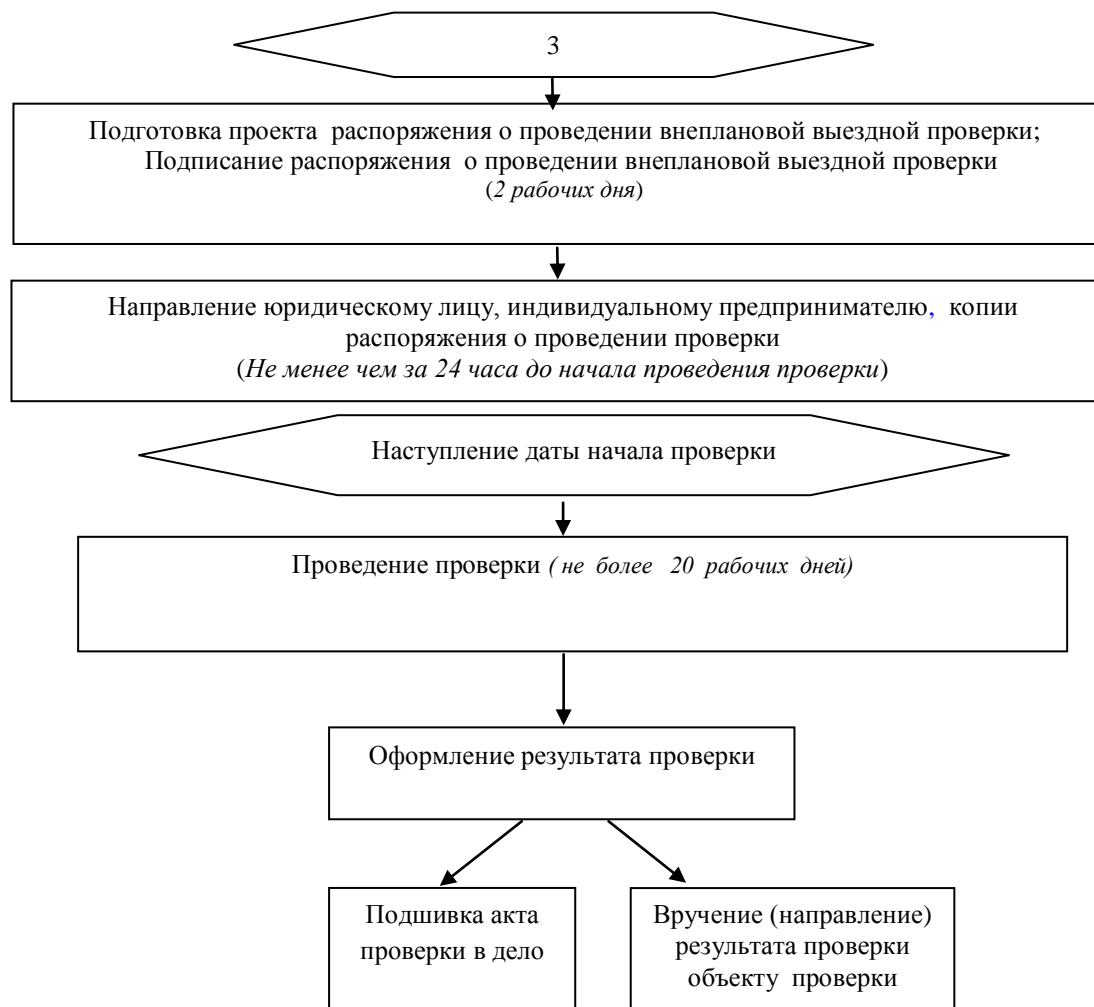 3
Подготовка проекта распоряжения о проведении внеплановой выездной проверки;
Подписание распоряжения о проведении внеплановой выездной проверки
(2 рабочих дня)
Направление юридическому лицу, индивидуальному предпринимателю, копии
распоряжения о проведении проверки
(Не менее чем за 24 часа до начала проведения проверки)
Наступление даты начала проверки
Проведение проверки ( не более 20 рабочих дней)
Оформление результата проверки
Подшивка акта
проверки в дело
Вручение (направление)
результата проверки
объекту проверки